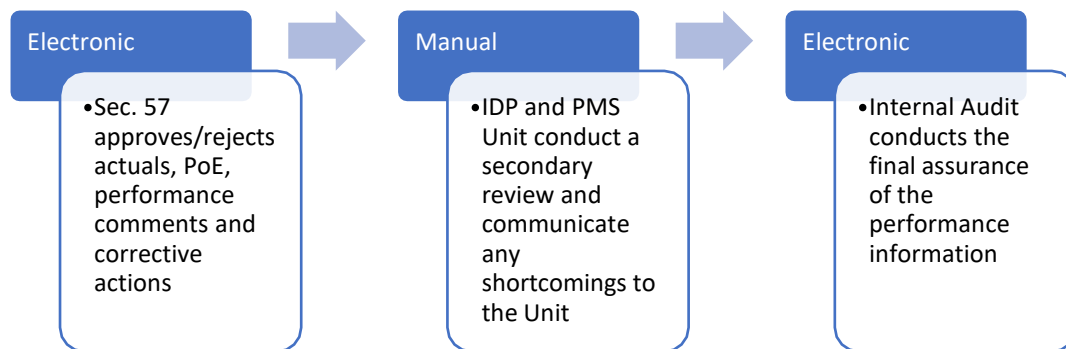 Electronic
•Sec. 57
approves/rejects
actuals, PoE,
performance
comments and
corrective
actions
Manual
•IDP and PMS
Unit conduct a
secondary
review and
communicate
any
shortcomings to
the Unit
Electronic
•Internal Audit
conducts the
final assurance
of the
performance
information